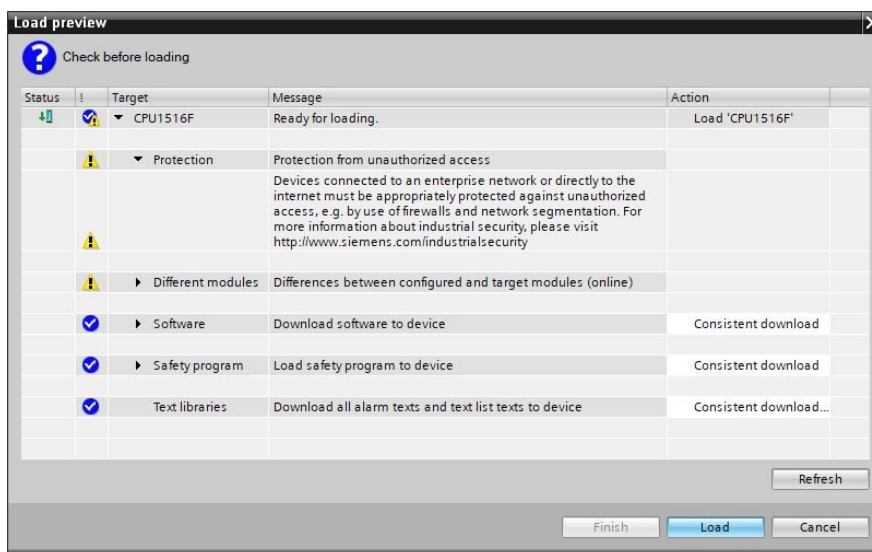 Load preview
Check before loading
Status ! Target Message Action
CPU1516F Ready for loading. Load 'CPU1516F'
Protection Protection from unauthorized access
Devices connected to an enterprise network or directly to the
internet must be appropriately protected against unauthorized
access, e.g. by use of firewalls and network segmentation. For
more information about industrial security, please visit
http://www.siemens.com/industrialsecurity
Different modules Differences between configured and target modules (online)
Software Download software to device Consistent download
Safety program Load safety program to device Consistent download
Text libraries Download all alarm texts and text list texts to device Consistent download...
Refresh
Finish Load Cancel